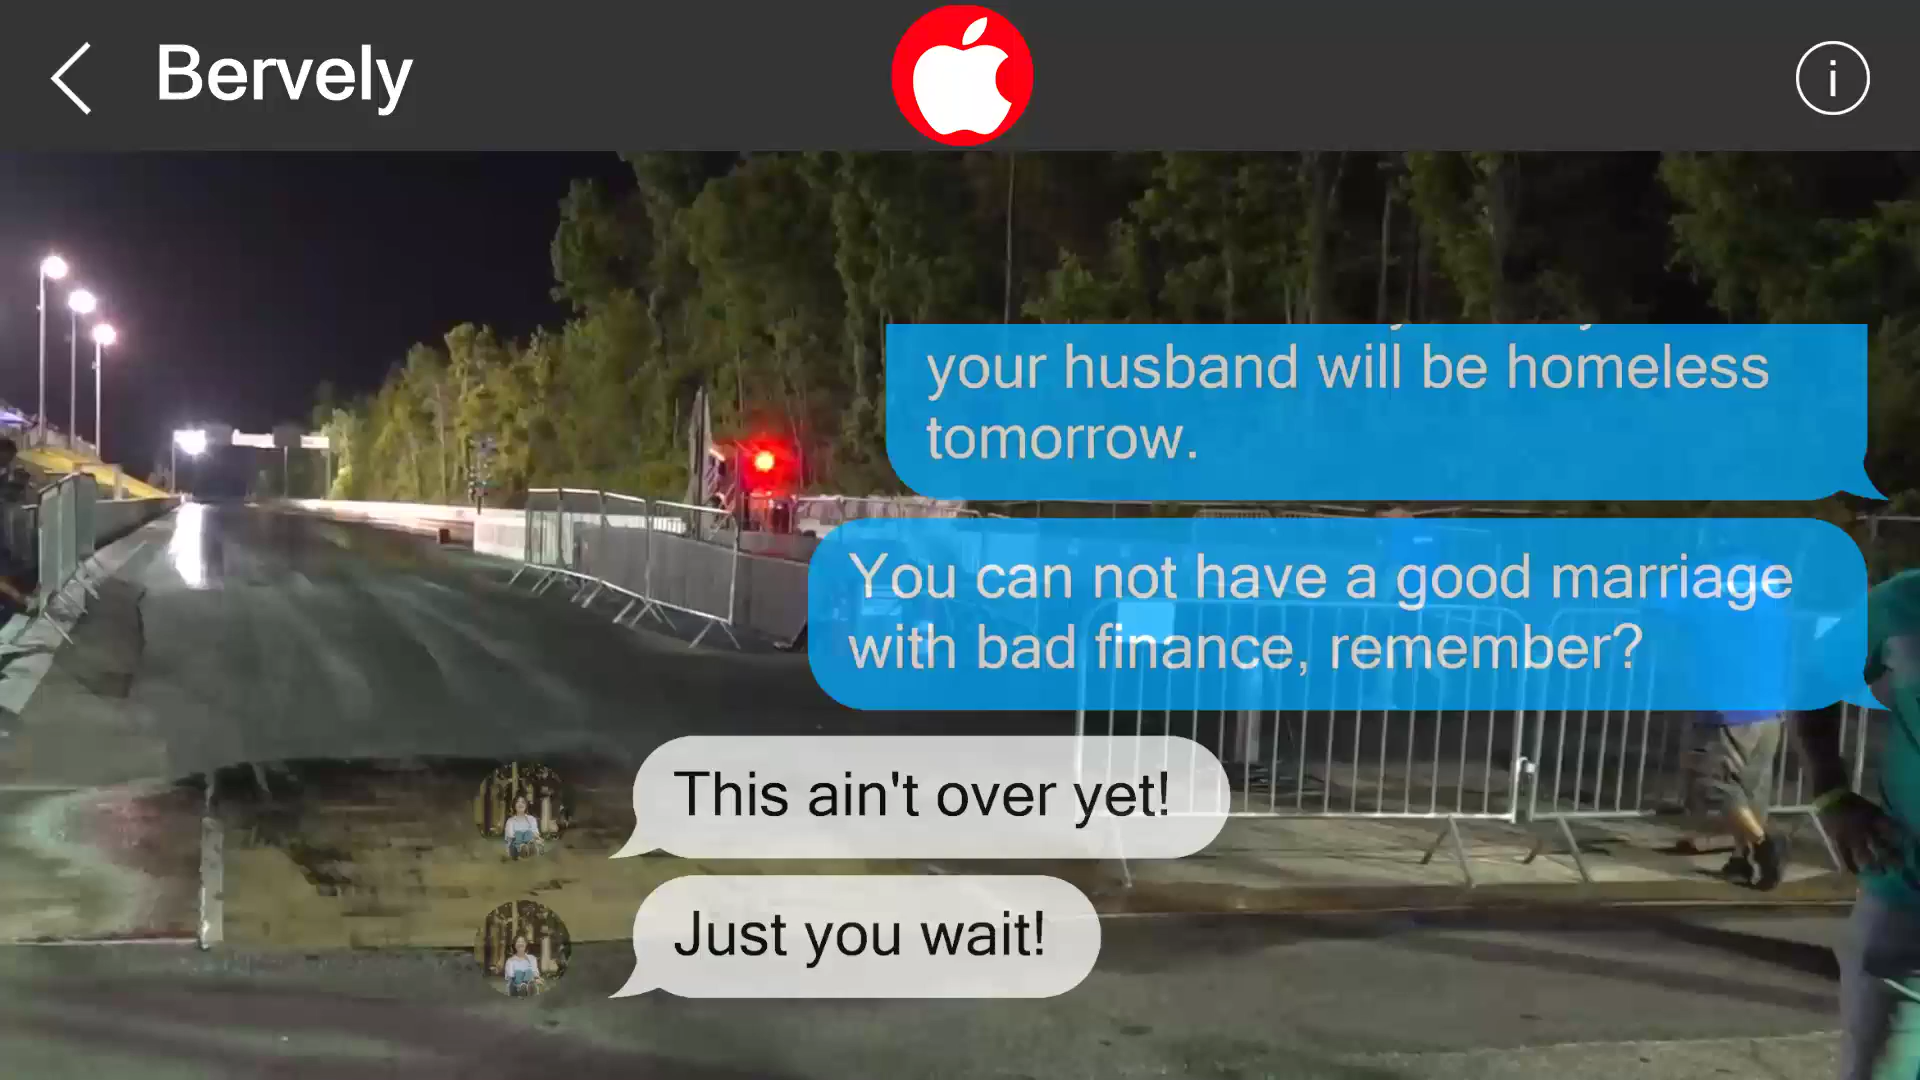 Bervely
your husband will be homeless
tomorrow.
You can not have a good marriage
with bad finance, remember?
This ain't over yet!
Just you wait!